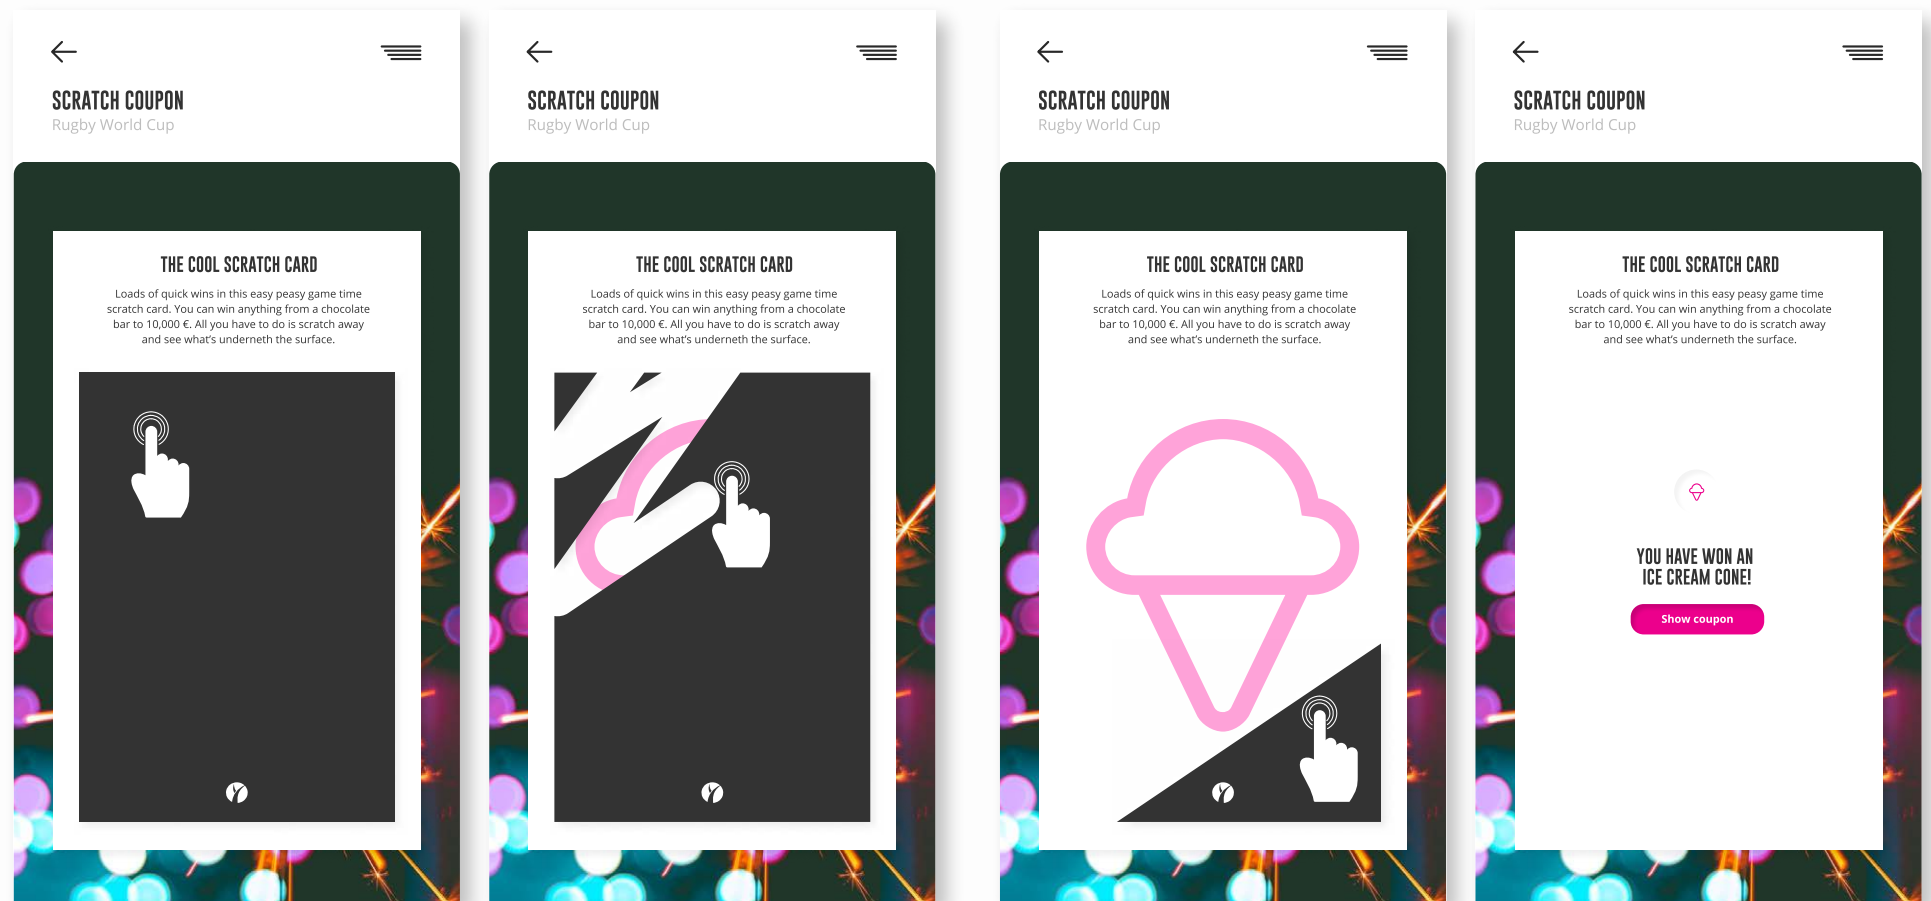 SCRATCH COUPON
Rugby World Cup
THE COOL SCRATCH CARD
Loads of quick wins in this easy peasy game time
scratch card. You can win anything from a chocolate
bar to 10,000 €. All you have to do is scratch away
and see what's underneth the surface.
SCRATCH COUPON
Rugby World Cup
THE COOL SCRATCH CARD
Loads of quick wins in this easy peasy game time
scratch card. You can win anything from a chocolate
bar to 10,000 €. All you have to do is scratch away
and see what's underneth the surface.
SCRATCH COUPON
Rugby World Cup
THE COOL SCRATCH CARD
Loads of quick wins in this easy peasy game time
scratch card. You can win anything from a chocolate
bar to 10,000 €. All you have to do is scratch away
and see what's underneth the surface.
SCRATCH COUPON
Rugby World Cup
THE COOL SCRATCH CARD
Loads of quick wins in this easy peasy game time
scratch card. You can win anything from a chocolate
bar to 10,000 €. All you have to do is scratch away
and see what's underneth the surface.
YOU HAVE WON AN
ICE CREAM CONE!
Show coupon